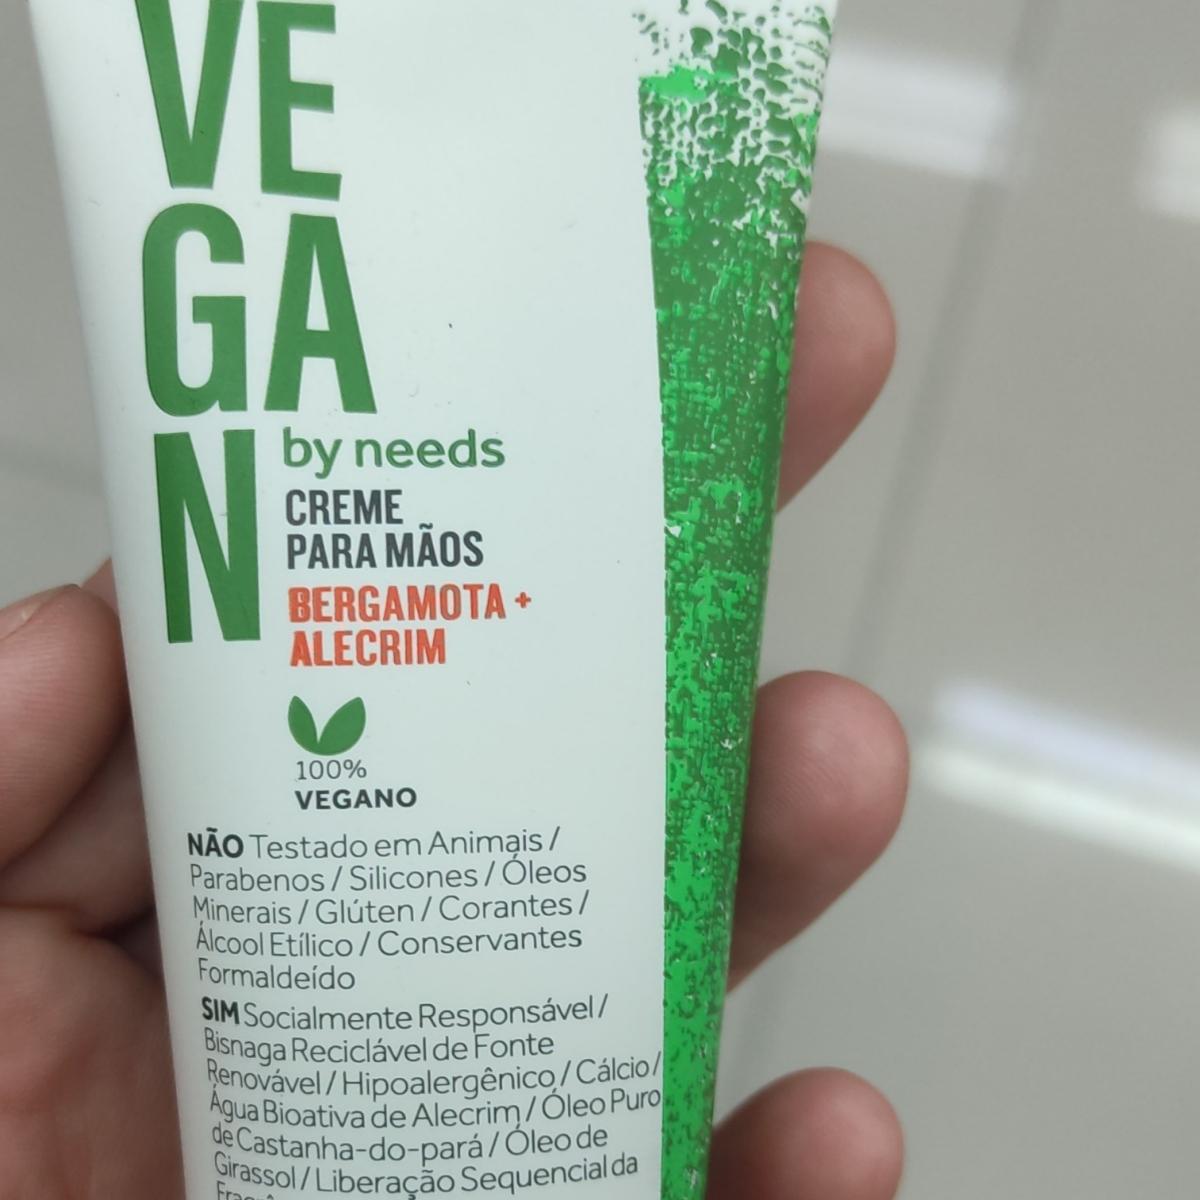 VE
GA
N
by needs
CREME
PARA MÃOS
BERGAMOTA +
ALECRIM
100%
VEGANO
NÃO Testado em Animais /
Parabenos / Silicones / Óleos
Minerais / Glúten / Corantes /
Álcool Etílico / Conservantes
Formaldeído
SIM Socialmente Responsável /
Bisnaga Reciclável de Fonte
Renovável / Hipoalergênico / Cálcio /
Água Bioativa de Alecrim / Óleo Puro
de Castanha-do-pará / Óleo de
Girassol / Liberação Sequencial da